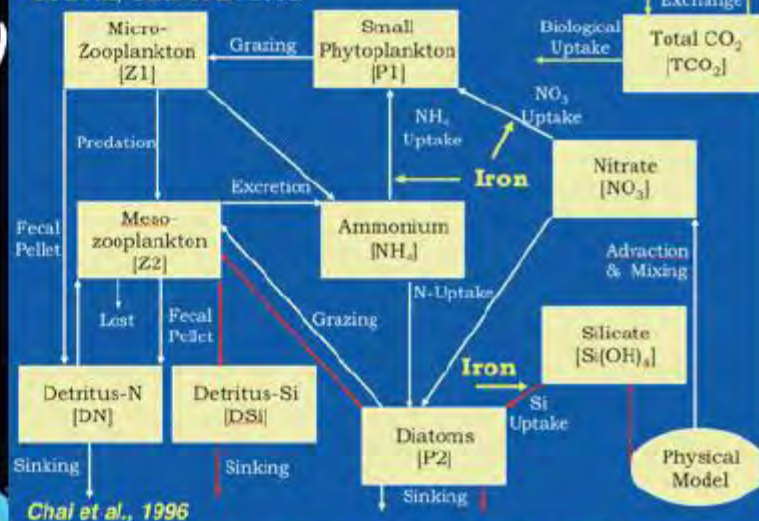 Micro-
Zooplankton
[Z1]
Grazing
Small
Phytoplankton
[P1]
Biological
Uptake
Exchange
Total CO₂
[TCO₂]
Predation
NH₄
Uptake
NO₃
Uptake
Iron
Nitrate
[NO₃]
Fecal
Pellet
Meso-
zooplankton
[Z2]
Excretion
Ammonium
[NH₄]
Advaction
& Mixing
Lost
Fecal
Pellet
Grazing
N-Uptake
Silicate
[Si(OH)₄]
Iron
Detritus-N
[DN]
Detritus-Si
[DSi]
Diatoms
[P2]
Si
Uptake
Physical
Model
Sinking
Sinking
Sinking
Chai et al., 1996